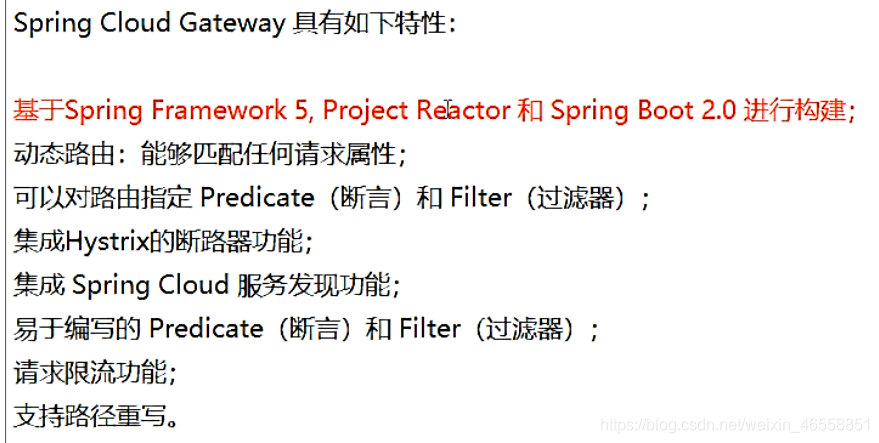 Spring Cloud Gateway 具有如下特性：
基于Spring Framework 5, Project Reactor 和 Spring Boot 2.0 进行构建；
动态路由：能够匹配任何请求属性；
可以对路由指定 Predicate（断言）和 Filter（过滤器）；
集成Hystrix的断路器功能；
集成 Spring Cloud 服务发现功能；
易于编写的 Predicate（断言）和 Filter（过滤器）；
请求限流功能；
支持路径重写。
https://blog.csdn.net/weixin_46558851